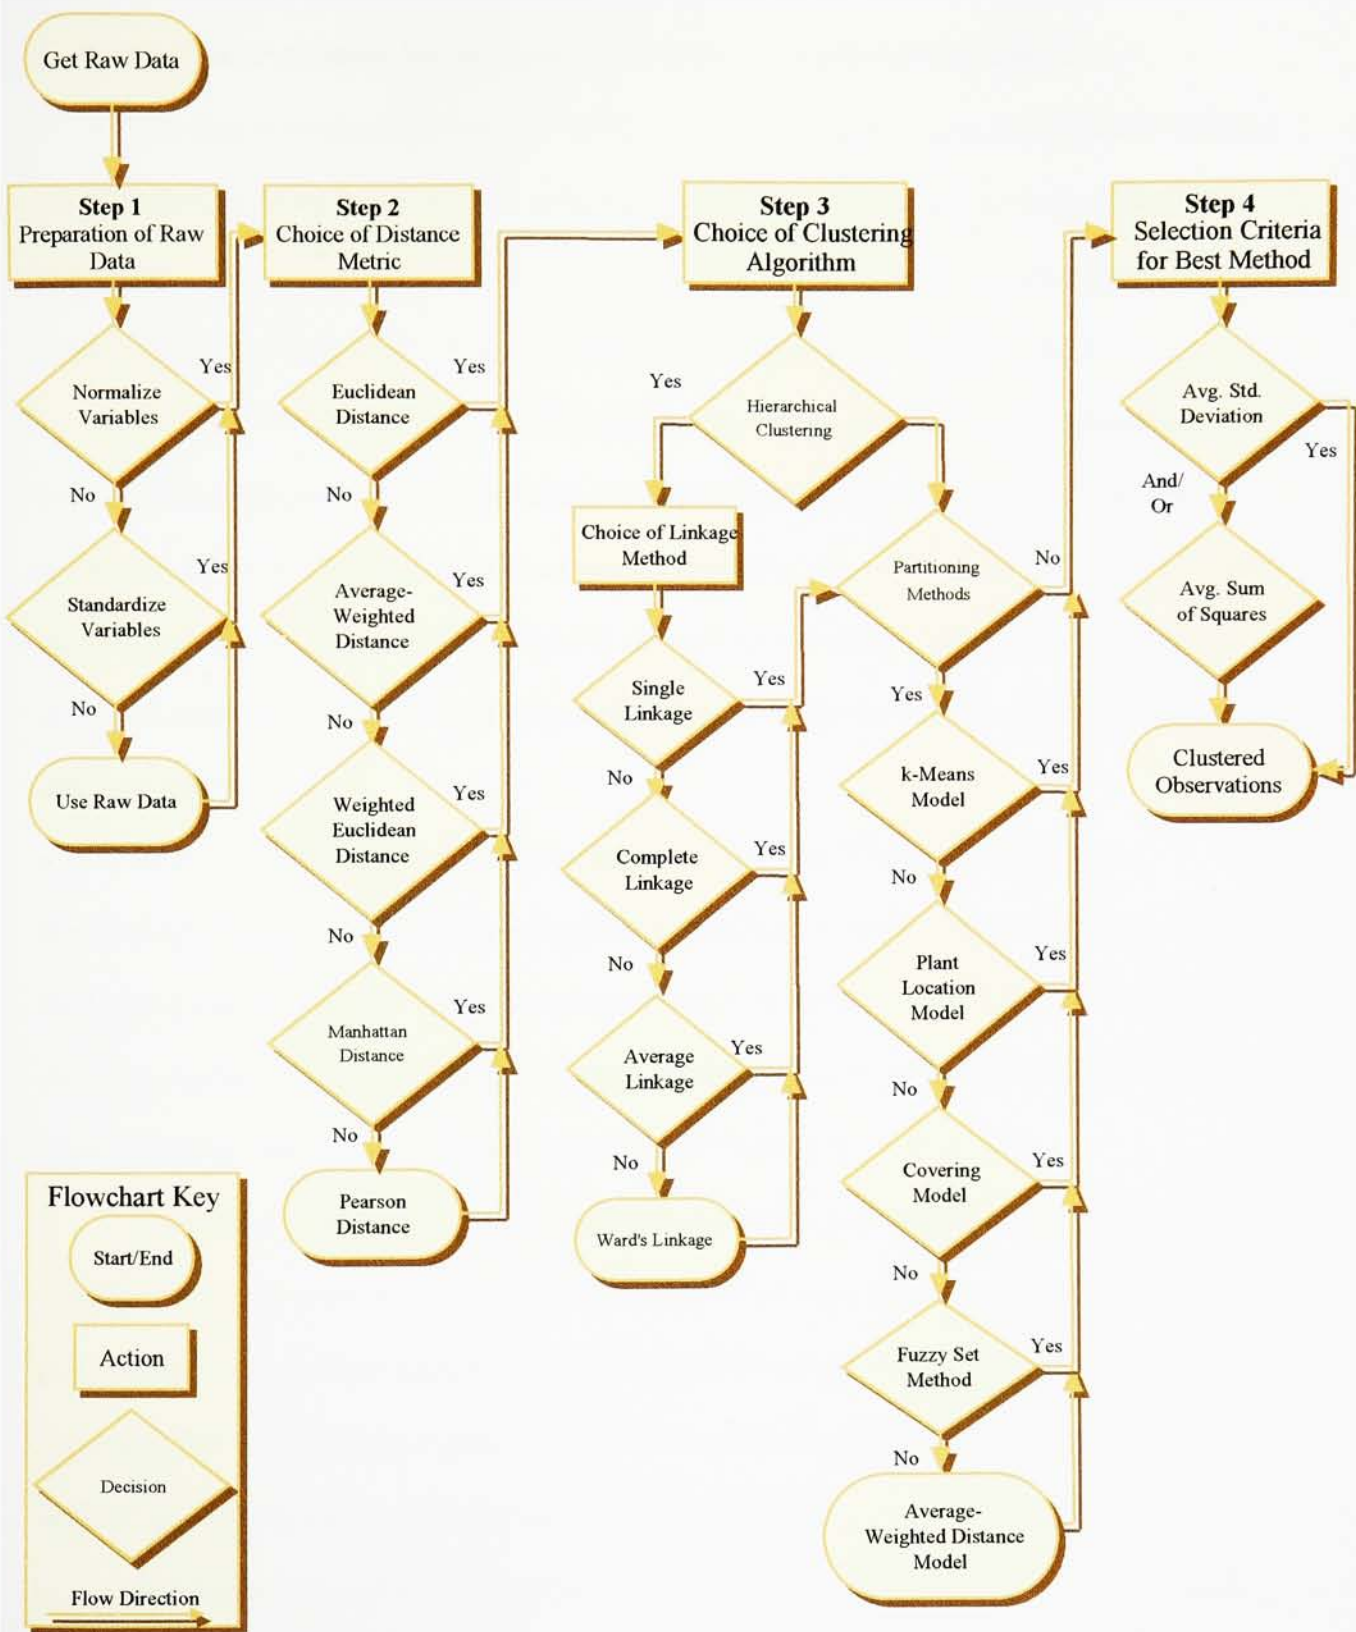 Get Raw Data
Step 1
Preparation of Raw
Data
Yes
Normalize
Variables
No
Yes
Standardize
Variables
No
Use Raw Data
Step 2
Choice of Distance
Metric
Yes
Euclidean
Distance
No
Yes
Average-
Weighted
Distance
No
Yes
Weighted
Euclidean
Distance
No
Yes
Manhattan
Distance
No
Pearson
Distance
Step 3
Choice of Clustering
Algorithm
Yes
Hierarchical
Clustering
Choice of Linkage
Method
Yes
Single
Linkage
No
Yes
Complete
Linkage
No
Yes
Average
Linkage
No
Ward's Linkage
No
Partitioning
Methods
Yes
Yes
k-Means
Model
No
Yes
Plant
Location
Model
No
Yes
Covering
Model
No
Yes
Fuzzy Set
Method
No
Average-
Weighted Distance
Model
Step 4
Selection Criteria
for Best Method
Avg. Std.
Deviation
Yes
And/
Or
Avg. Sum
of Squares
Clustered
Observations
Flowchart Key
Start/End
Action
Decision
Flow Direction